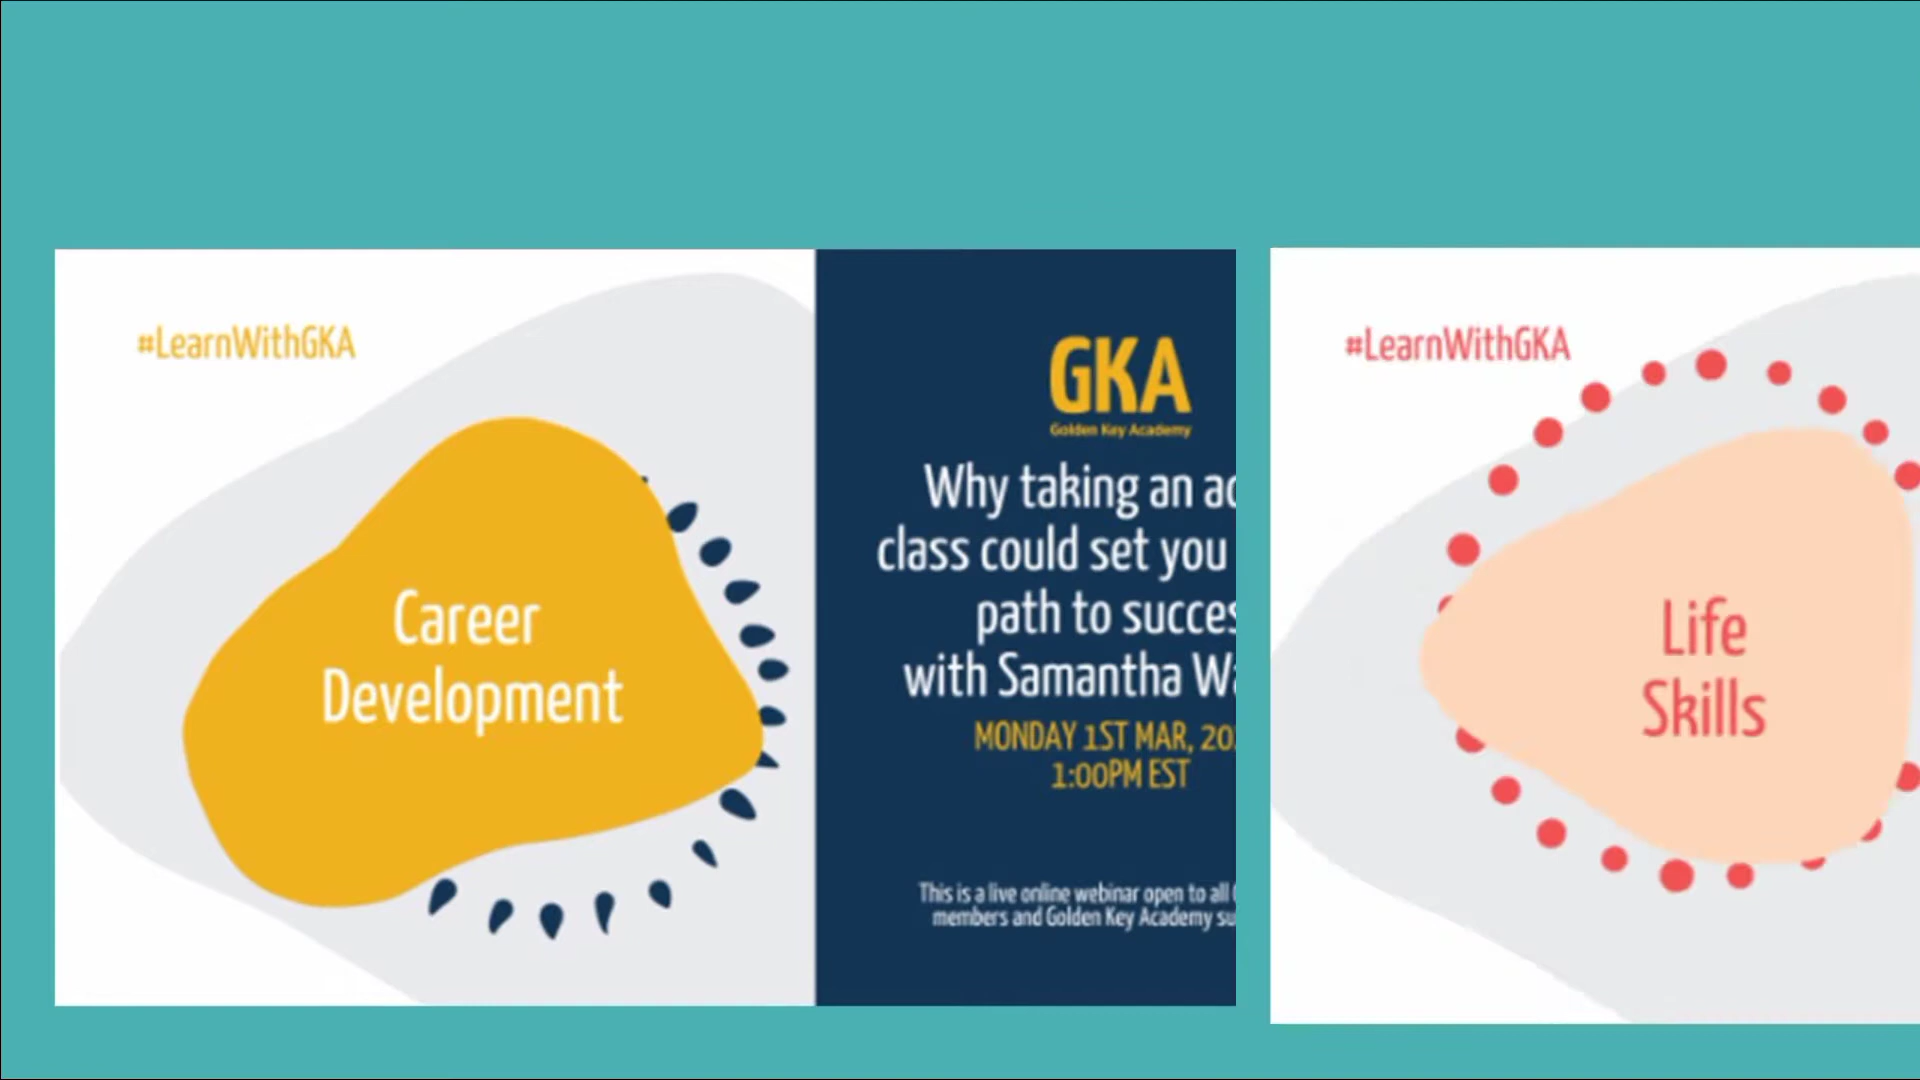 #LearnWithGKA
Career
Development
GKA
Golden Key Academy
Why taking an
class could set you
path to
with Samantha
MONDAY 1ST MAR,
1:00PM EST
This is a live online webinar open to all
members and Golden Key Academy
#LearnWithGKA
Life
Skills